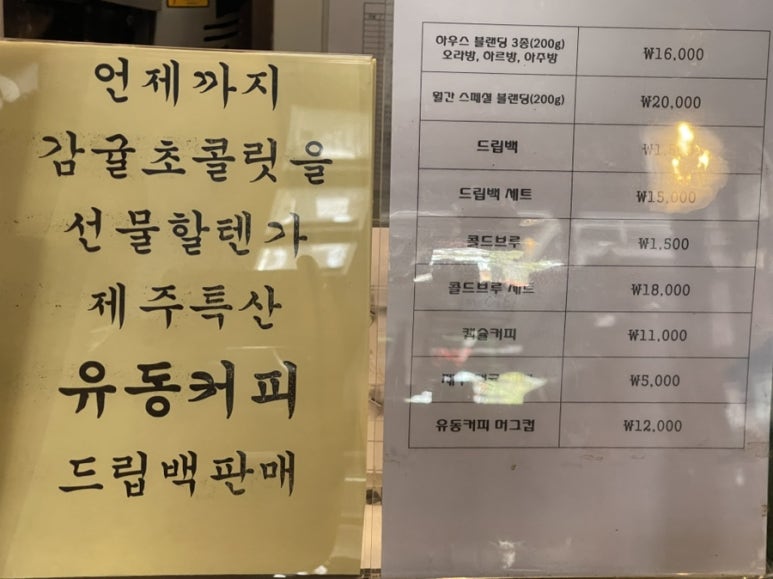 언제까지
감귤초콜릿을
선물할텐가
제주특산
유동커피
드립백판매
아우스 블랜딩 3종(200g)
오라방, 아르방, 아주방
₩16,000
월간 스페셜 블랜딩(200g)
₩20,000
드립백
드립백 세트
₩15,000
콜드브루
₩1,500
콜드브루 세트
₩18,000
캡슐커피
₩11,000
₩5,000
유동커피 머그컵
₩12,000